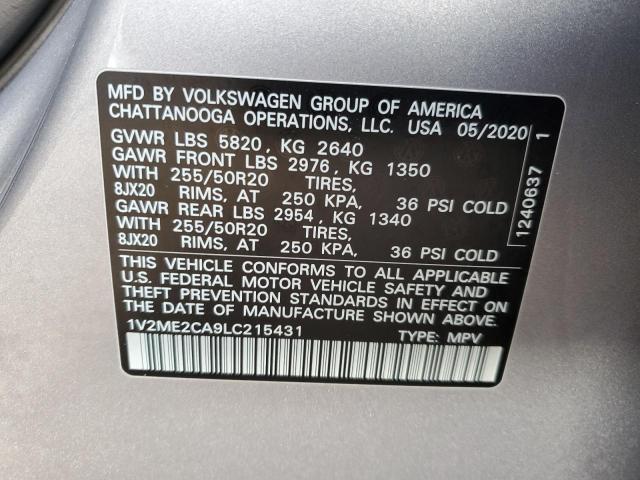 MFD BY VOLKSWAGEN GROUP OF AMERICA
CHATTANOOGA OPERATIONS, LLC. USA 05/2020
GVWR LBS 5820, KG 2640
GAWR FRONT LBS 2976, KG 1350
WITH 255/50R20 TIRES,
8JX20 RIMS, AT 250 KPA, 36 PSI COLD
GAWR REAR LBS 2954, KG 1340
WITH 255/50R20 TIRES,
8JX20 RIMS, AT 250 KPA, 36 PSI COLD
THIS VEHICLE CONFORMS TO ALL APPLICABLE
U.S. FEDERAL MOTOR VEHICLE SAFETY AND
THEFT PREVENTION STANDARDS IN EFFECT ON
THE DATE OF MANUFACTURE SHOWN ABOVE.
1V2ME2CA9LC215431 TYPE: MPV
1240637 1